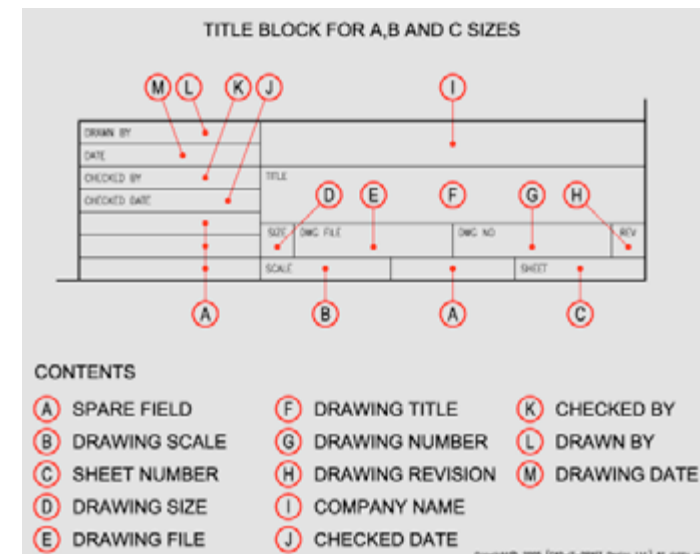 TITLE BLOCK FOR A,B AND C SIZES
M L K J I
DRAWN BY
DATE
CHECKED BY
TITLE
CHECKED DATE
D E F G H
SIZE DWG FILE DWG NO REV
SCALE SHEET
A B A C
CONTENTS
A SPARE FIELD
B DRAWING SCALE
C SHEET NUMBER
D DRAWING SIZE
E DRAWING FILE
F DRAWING TITLE
G DRAWING NUMBER
H DRAWING REVISION
I COMPANY NAME
J CHECKED DATE
K CHECKED BY
L DRAWN BY
M DRAWING DATE